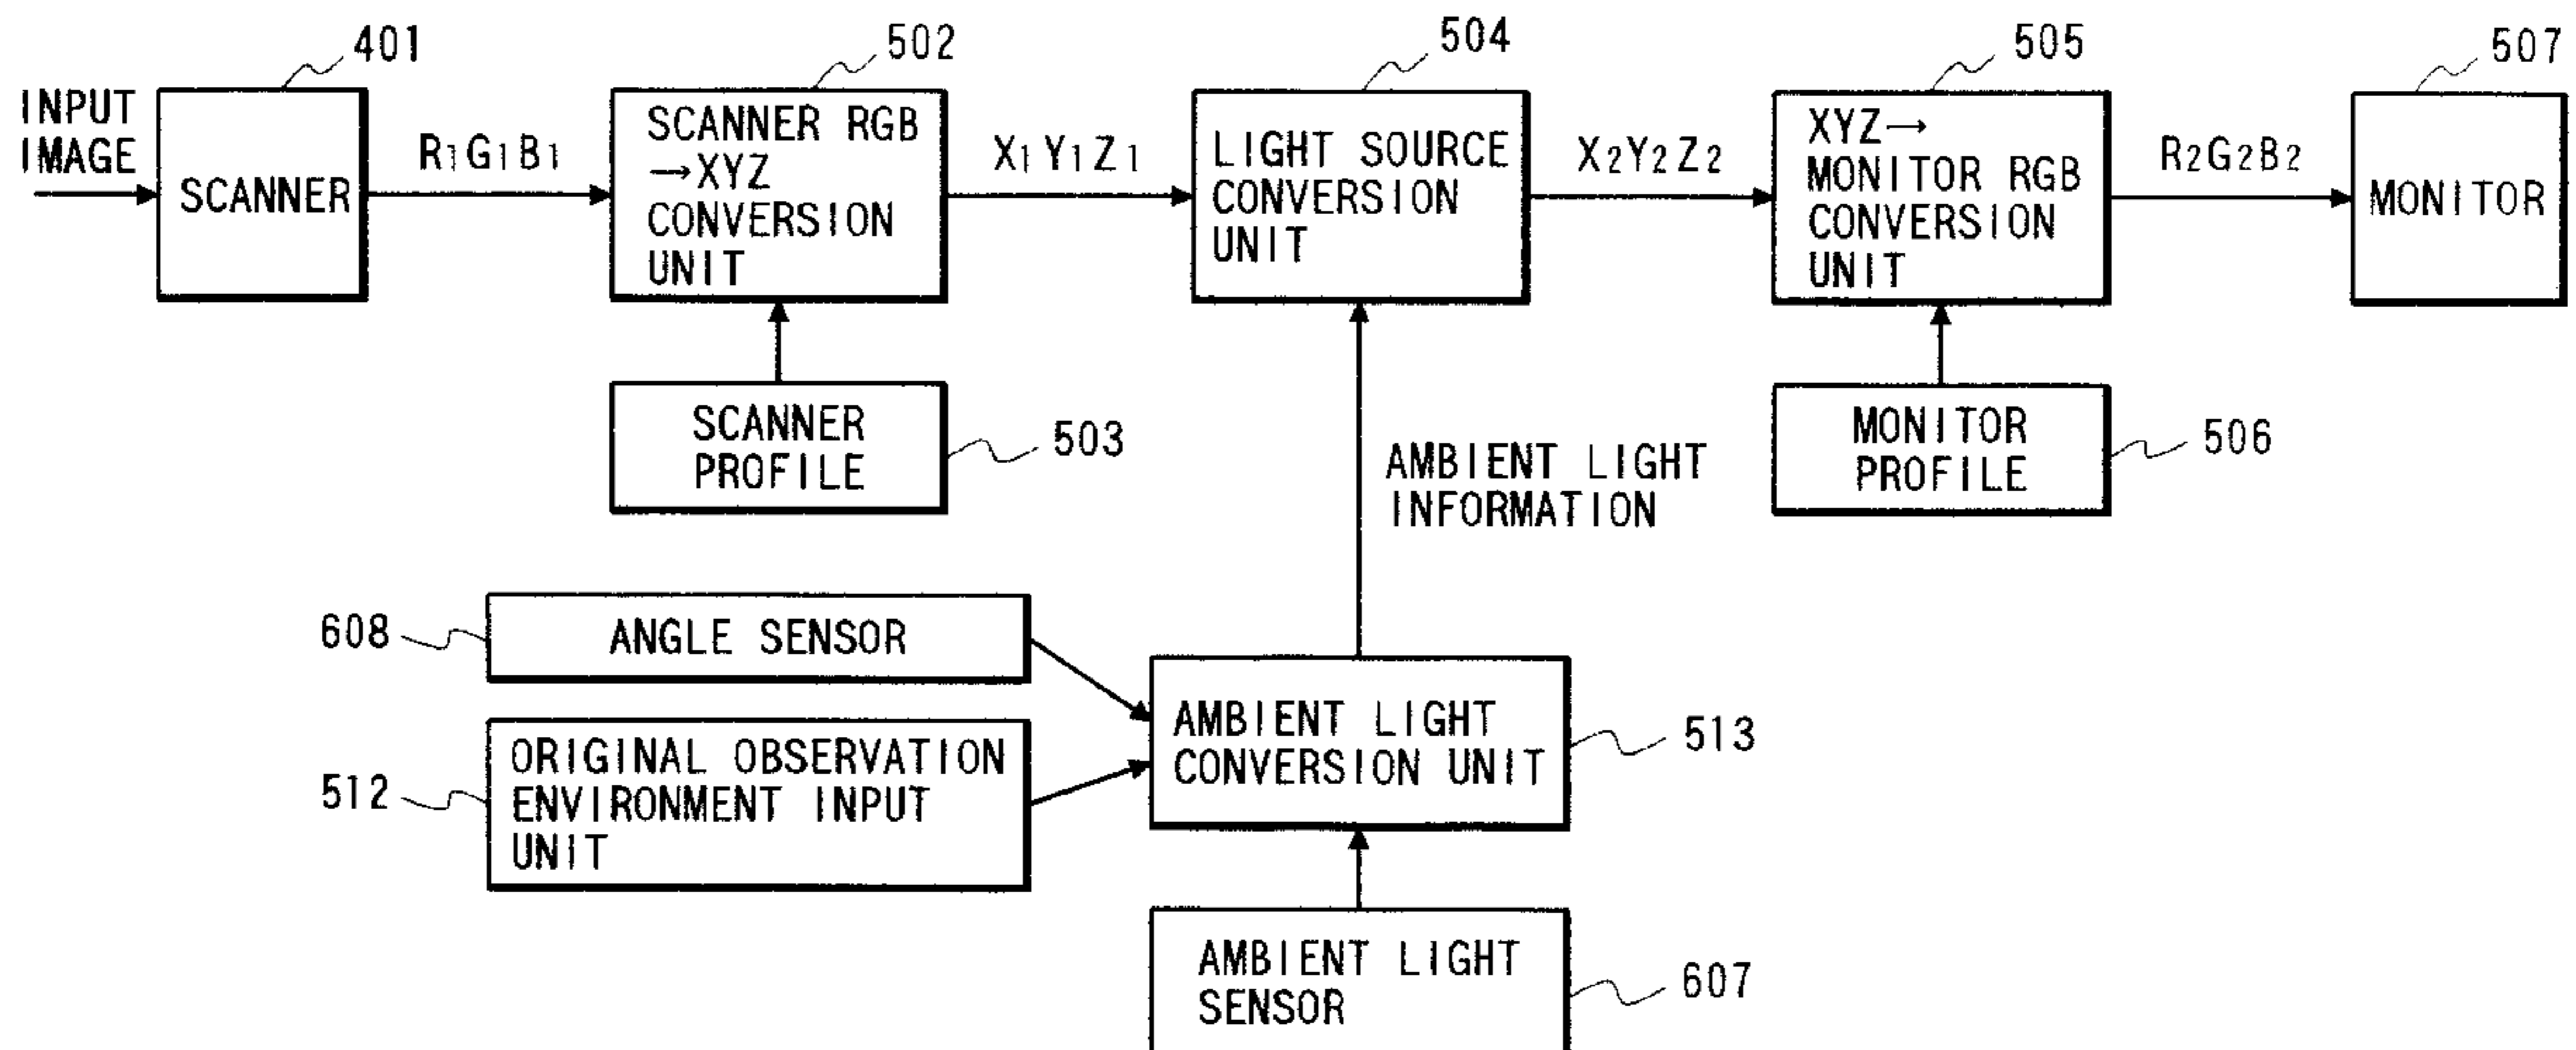 401
502
504
505
507
INPUT
IMAGE
SCANNER
R1G1B1
SCANNER RGB
→XYZ
CONVERSION
UNIT
X1Y1Z1
LIGHT SOURCE
CONVERSION
UNIT
X2Y2Z2
XYZ→
MONITOR RGB
CONVERSION
UNIT
R2G2B2
MONITOR
SCANNER
PROFILE
503
AMBIENT LIGHT
INFORMATION
MONITOR
PROFILE
506
608
ANGLE SENSOR
512
ORIGINAL OBSERVATION
ENVIRONMENT INPUT
UNIT
AMBIENT LIGHT
CONVERSION UNIT
513
AMBIENT LIGHT
SENSOR
607